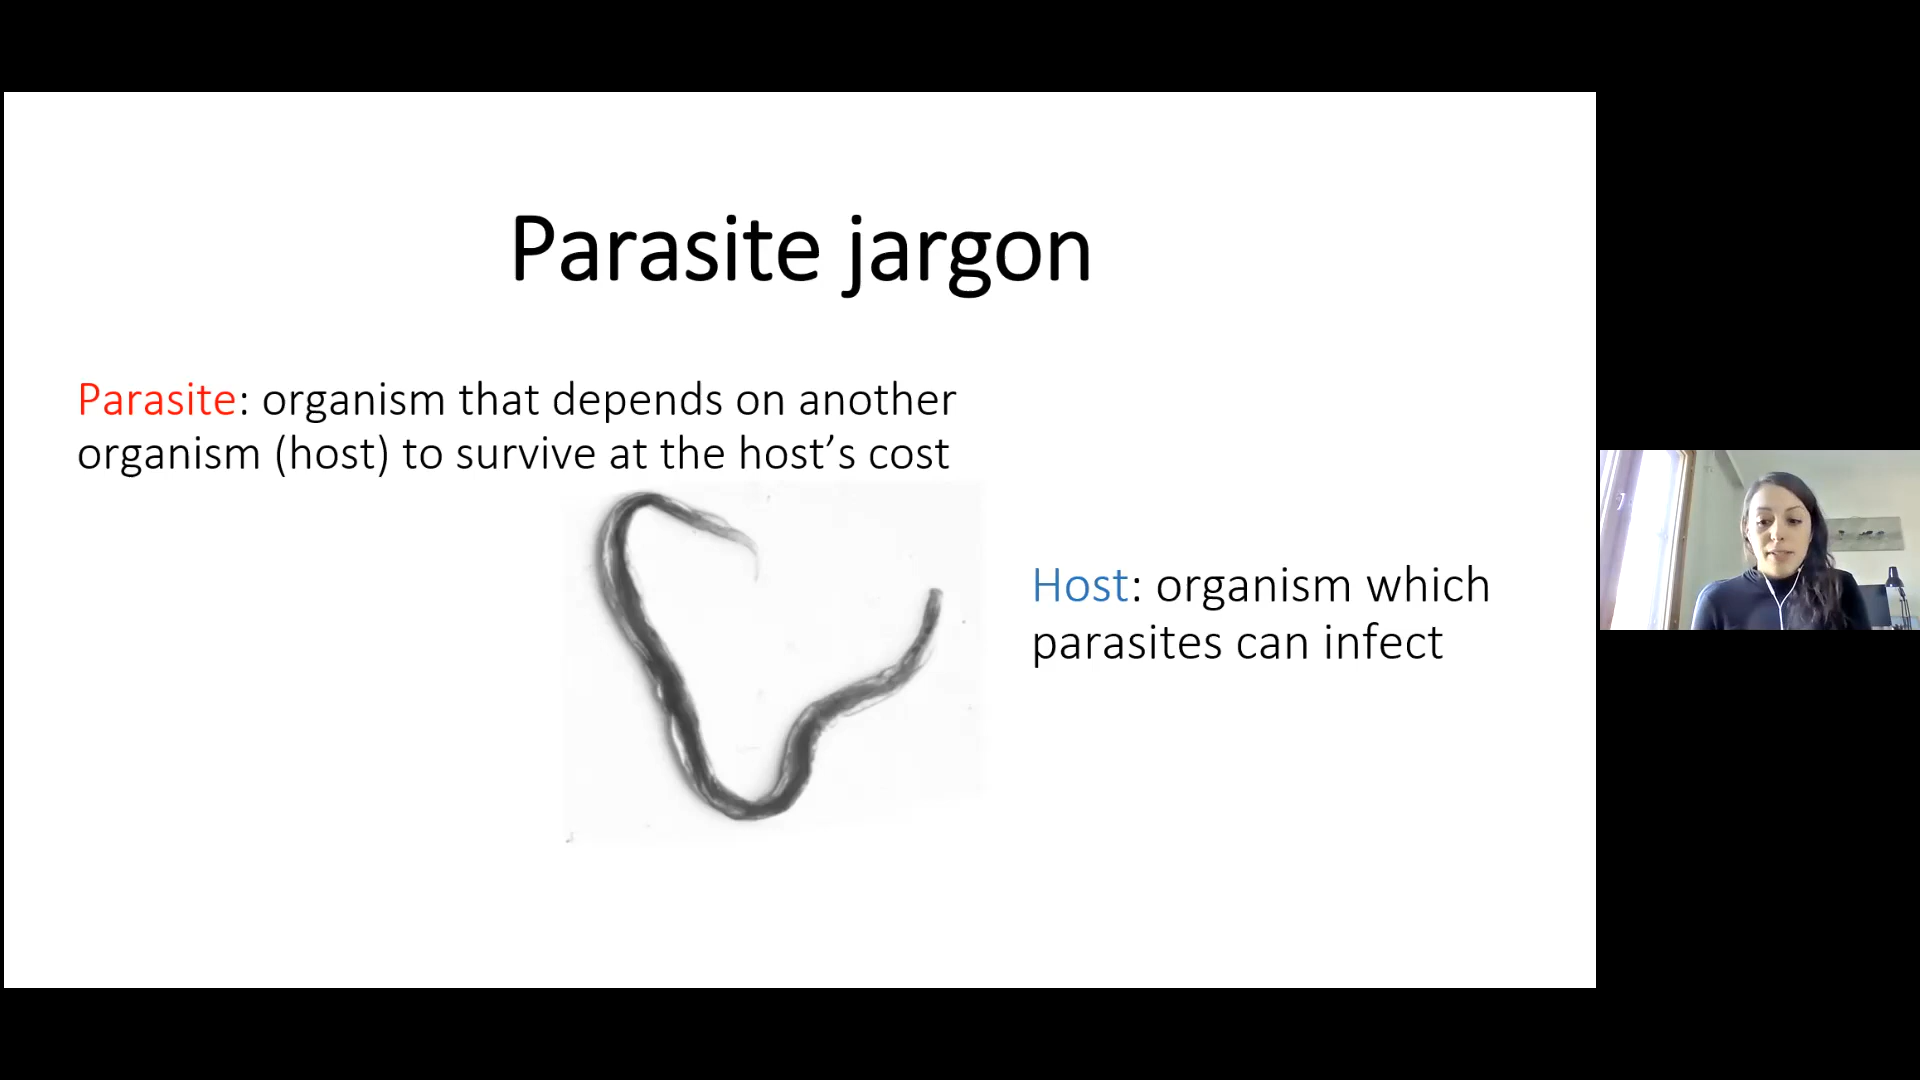 Parasite jargon
Parasite: organism that depends on another
organism (host) to survive at the host’s cost
Host: organism which
parasites can infect